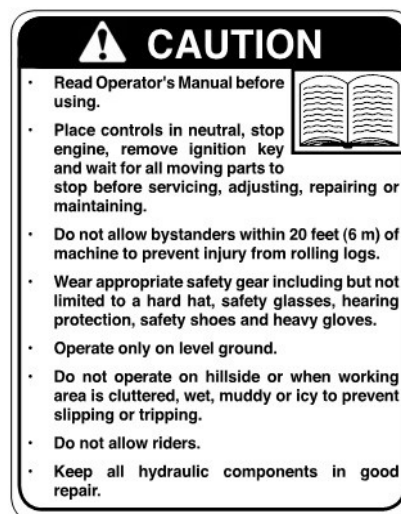 CAUTION
· Read Operator's Manual before
using.
· Place controls in neutral, stop
engine, remove ignition key
and wait for all moving parts to
stop before servicing, adjusting, repairing or
maintaining.
· Do not allow bystanders within 20 feet (6 m) of
machine to prevent injury from rolling logs.
· Wear appropriate safety gear including but not
limited to a hard hat, safety glasses, hearing
protection, safety shoes and heavy gloves.
· Operate only on level ground.
· Do not operate on hillside or when working
area is cluttered, wet, muddy or icy to prevent
slipping or tripping.
· Do not allow riders.
· Keep all hydraulic components in good
repair.